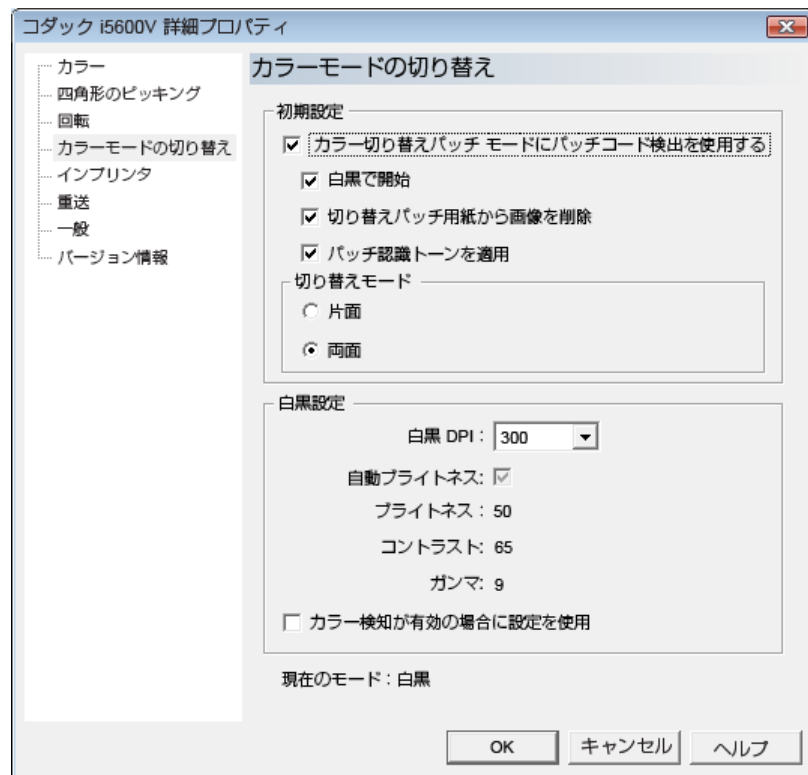 コダック i5600V 詳細プロパティ
カラー
四角形のピッキング
回転
カラーモードの切り替え
インプリンタ
重送
一般
バージョン情報
カラーモードの切り替え
初期設定
カラー切り替えパッチ モードにパッチコード検出を使用する
白黒で開始
切り替えパッチ用紙から画像を削除
パッチ認識トーンを適用
切り替えモード
片面
両面
白黒設定
白黒 DPI : 300
自動ブライトネス:
ブライトネス : 50
コントラスト: 65
ガンマ: 9
カラー検知が有効の場合に設定を使用
現在のモード : 白黒
OK キャンセル ヘルプ